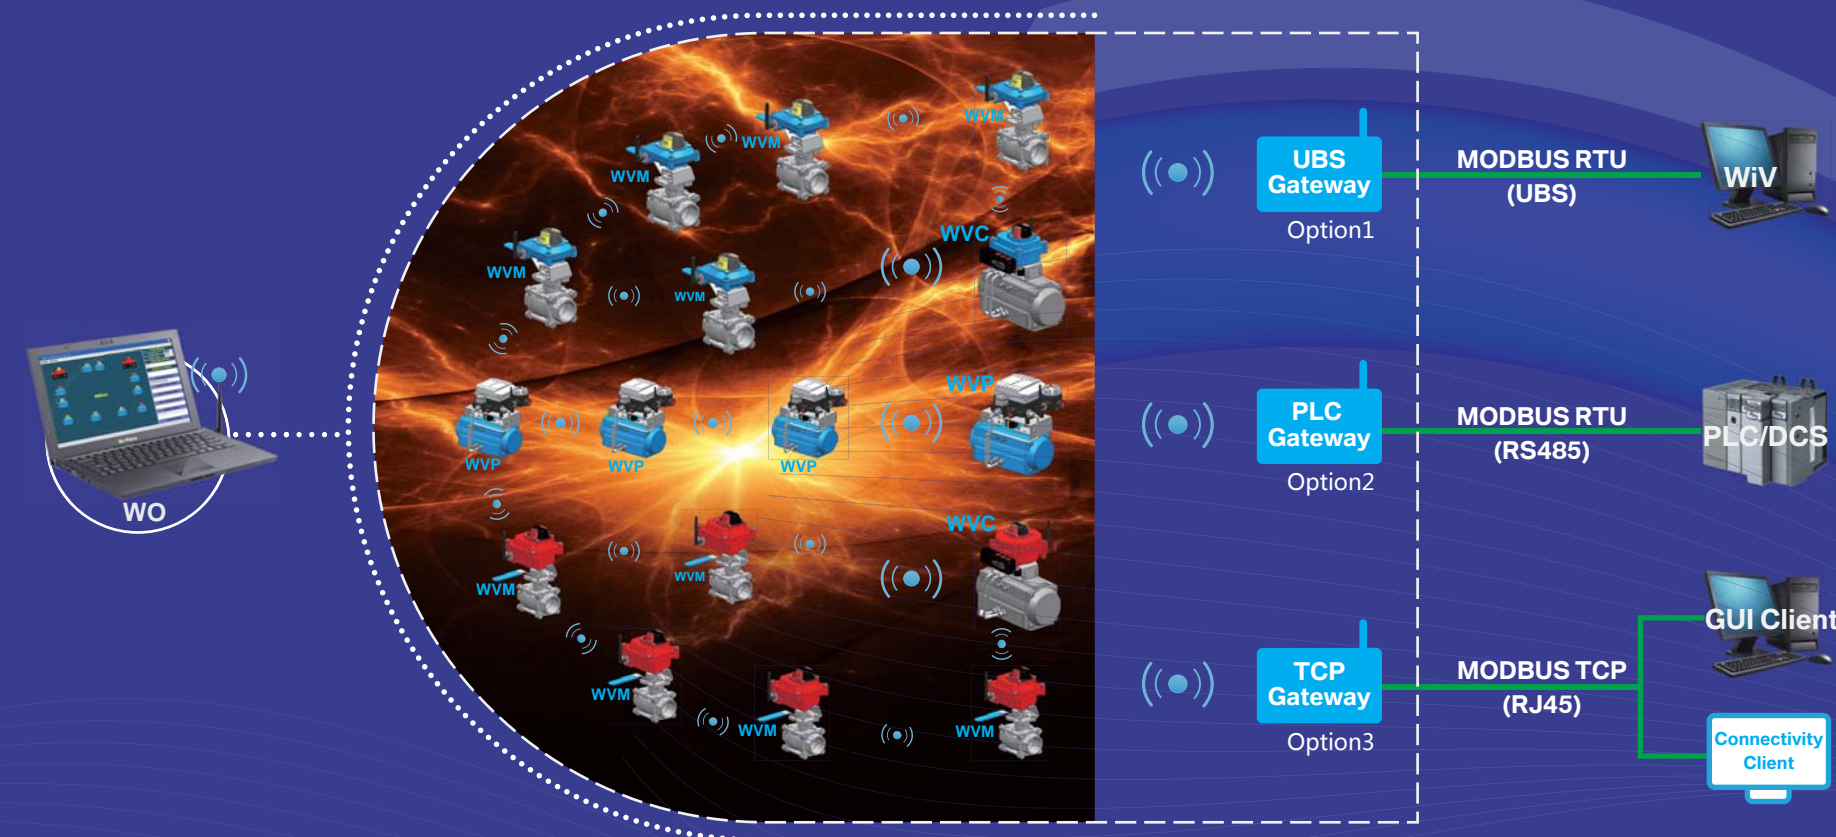 WVM
WVM
WVM
WVM
WVM
WVC
WVP
WVP
WVP
WVP
WVC
WVM
WVM
WVM
WVM
WVM
WO
UBS
Gateway
Option1
MODBUS RTU
(UBS)
WiV
PLC
Gateway
Option2
MODBUS RTU
(RS485)
PLC/DCS
TCP
Gateway
Option3
MODBUS TCP
(RJ45)
GUI Client
Connectivity
Client